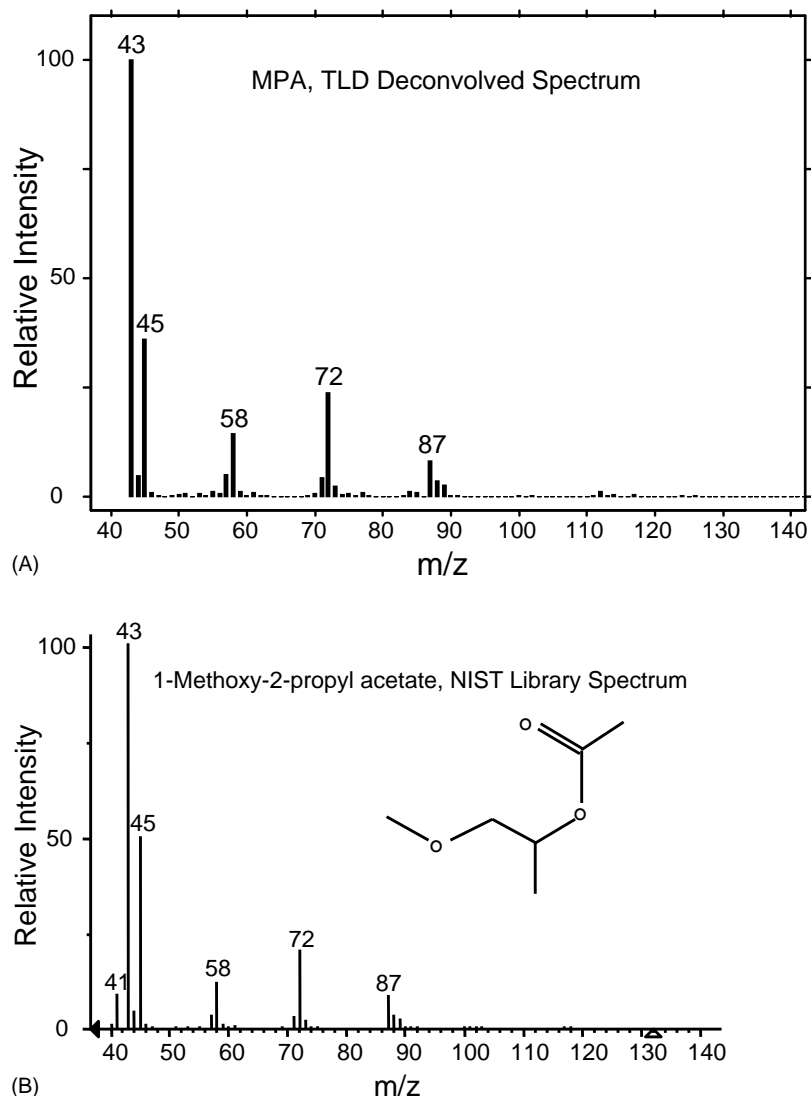 43
100
MPA, TLD Deconvolved Spectrum
Relative Intensity
50
45
72
58
87
0
40 50 60 70 80 90 100 110 120 130 140
(A)
m/z
43
100
1-Methoxy-2-propyl acetate, NIST Library Spectrum
O
O
O
Relative Intensity
50
45
72
58
41
87
0
40 50 60 70 80 90 100 110 120 130 140
(B)
m/z